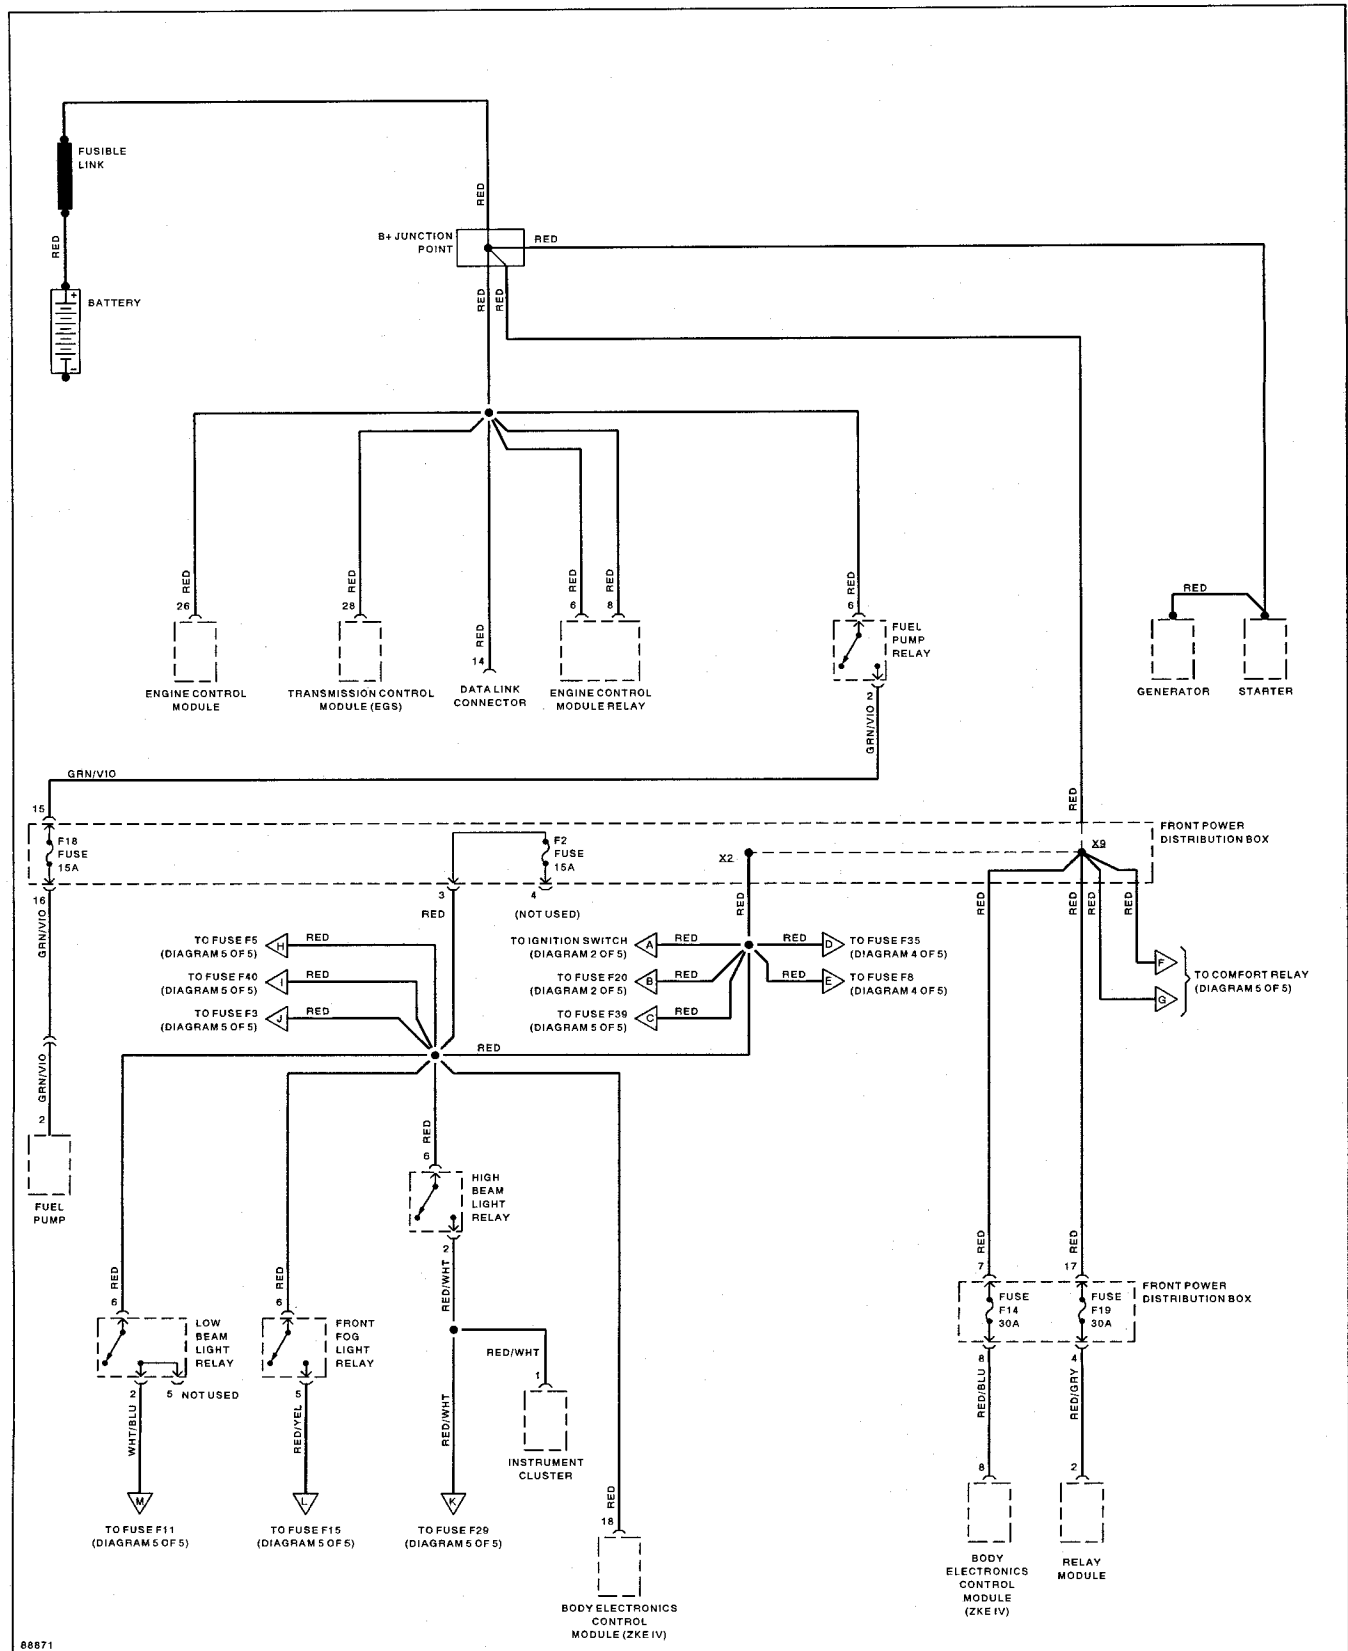 FUSIBLE
LINK
RED
RED
B+ JUNCTION
POINT
RED
BATTERY
+
-
RED
RED
RED
RED
RED
RED
RED
RED
RED
26
28
14
6
8
6
ENGINE CONTROL
MODULE
TRANSMISSION CONTROL
MODULE (EGS)
DATA LINK
CONNECTOR
ENGINE CONTROL
MODULE RELAY
FUEL
PUMP
RELAY
2
GRN/VIO
GENERATOR
STARTER
GRN/VIO
15
RED
F18
FUSE
15A
F2
FUSE
15A
X2
X9
FRONT POWER
DISTRIBUTION BOX
16
3
4
(NOT USED)
GRN/VIO
RED
RED
RED
RED
RED
RED
TO FUSE F5
(DIAGRAM 5 OF 5)
H
RED
TO FUSE F40
(DIAGRAM 5 OF 5)
I
RED
TO FUSE F3
(DIAGRAM 5 OF 5)
J
RED
TO IGNITION SWITCH
(DIAGRAM 2 OF 5)
A
RED
TO FUSE F20
(DIAGRAM 2 OF 5)
B
RED
TO FUSE F39
(DIAGRAM 5 OF 5)
C
RED
RED
D
TO FUSE F35
(DIAGRAM 4 OF 5)
RED
E
TO FUSE F8
(DIAGRAM 4 OF 5)
F
G
TO COMFORT RELAY
(DIAGRAM 5 OF 5)
RED
GRN/VIO
2
FUEL
PUMP
RED
6
HIGH
BEAM
LIGHT
RELAY
2
RED/WHT
RED
6
LOW
BEAM
LIGHT
RELAY
2
5 NOT USED
WHT/BLU
M
TO FUSE F11
(DIAGRAM 5 OF 5)
RED
6
FRONT
FOG
LIGHT
RELAY
5
RED/YEL
L
TO FUSE F15
(DIAGRAM 5 OF 5)
RED/WHT
1
INSTRUMENT
CLUSTER
RED/WHT
K
TO FUSE F29
(DIAGRAM 5 OF 5)
RED
18
BODY ELECTRONICS
CONTROL
MODULE (ZKE IV)
RED
7
RED
17
FUSE
F14
30A
FUSE
F19
30A
FRONT POWER
DISTRIBUTION BOX
8
RED/BLU
8
4
RED/GRY
2
BODY
ELECTRONICS
CONTROL
MODULE
(ZKE IV)
RELAY
MODULE
88871